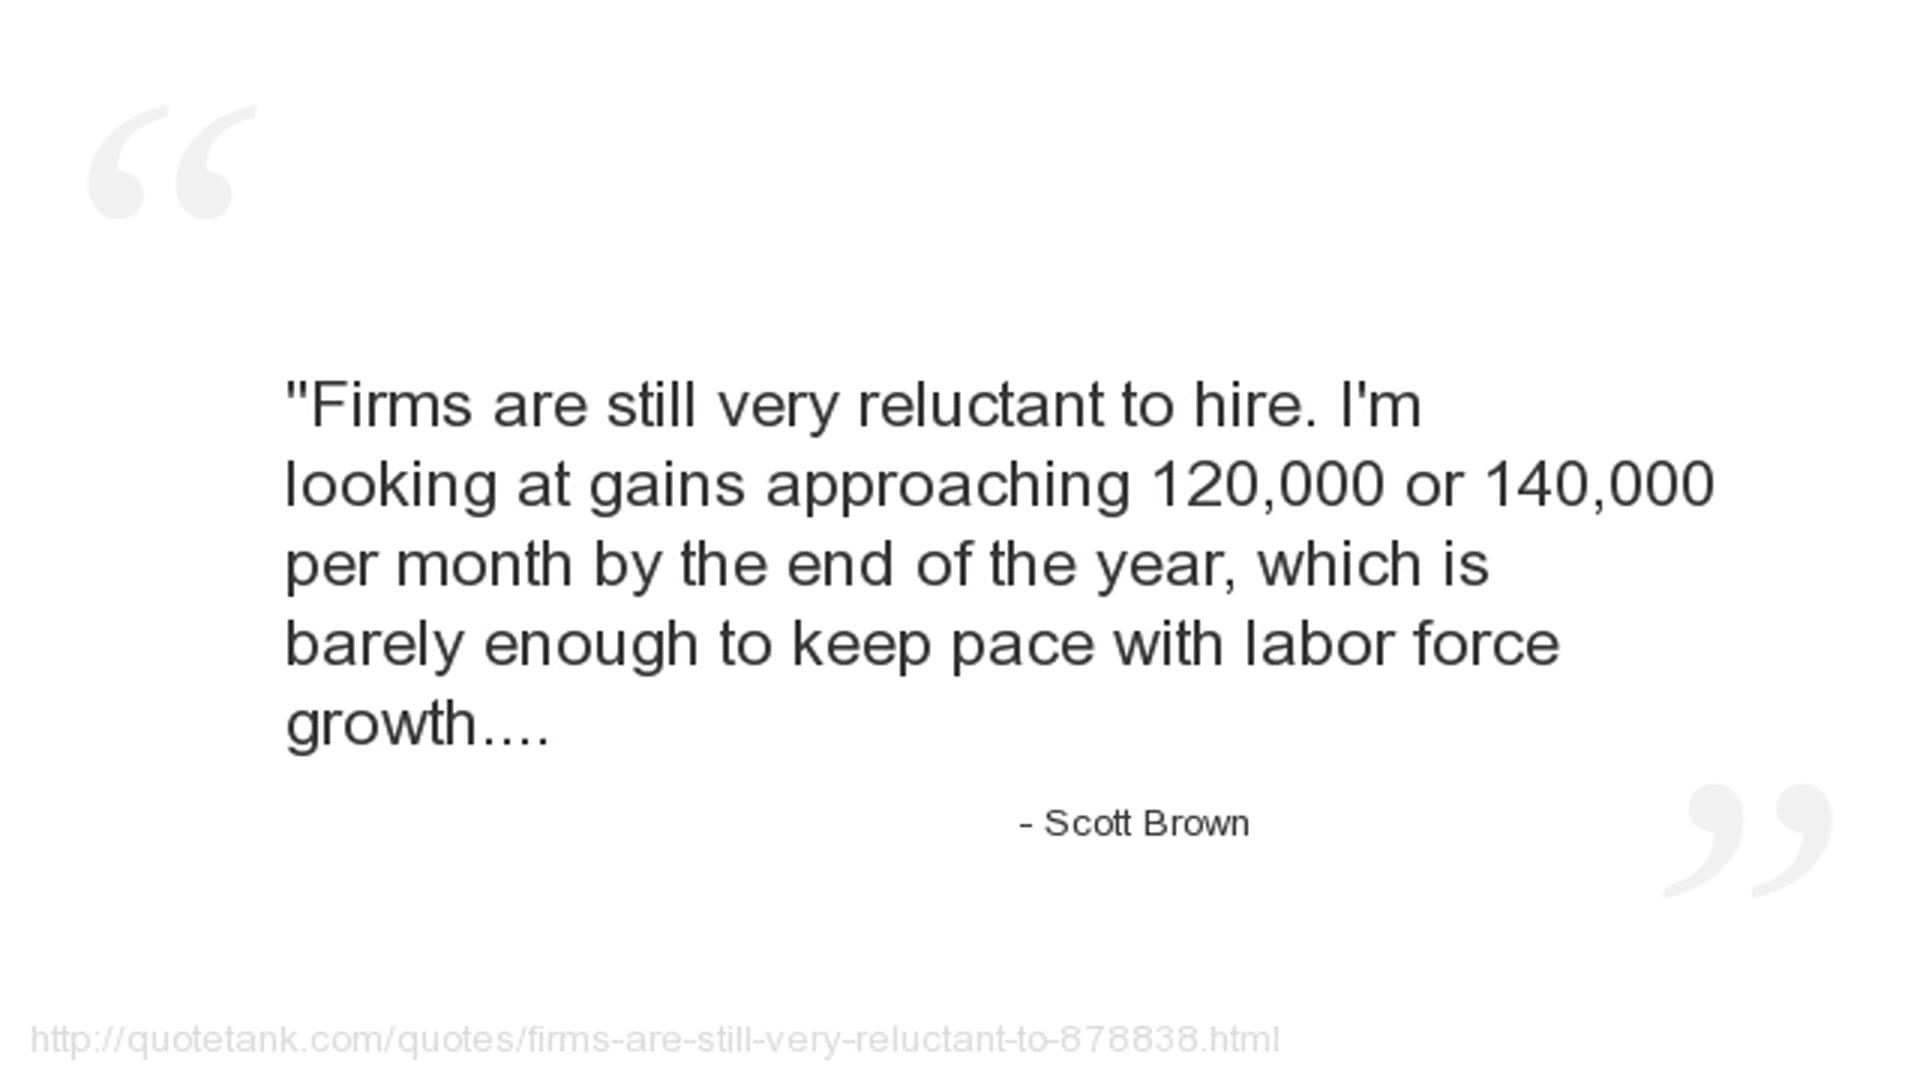 "Firms are still very reluctant to hire. I'm
looking at gains approaching 120,000 or 140,000
per month by the end of the year, which is
barely enough to keep pace with labor force
growth....
- Scott Brown
http://quotetank.com/quotes/firms-are-still-very-reluctant-to-878838.html